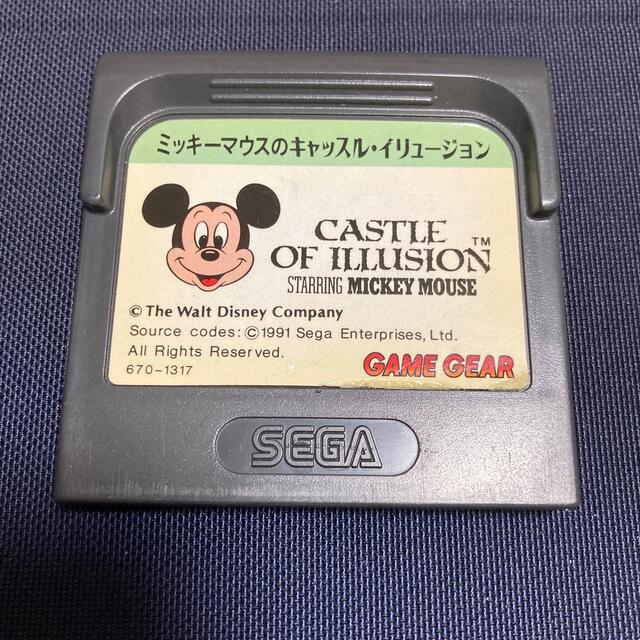 ミッキーマウスのキャッスル・イリュージョン
CASTLE
OF ILLUSION™
STARRING MICKEY MOUSE
© The Walt Disney Company
Source codes: ©1991 Sega Enterprises, Ltd.
All Rights Reserved.
670-1317
GAME GEAR
SEGA